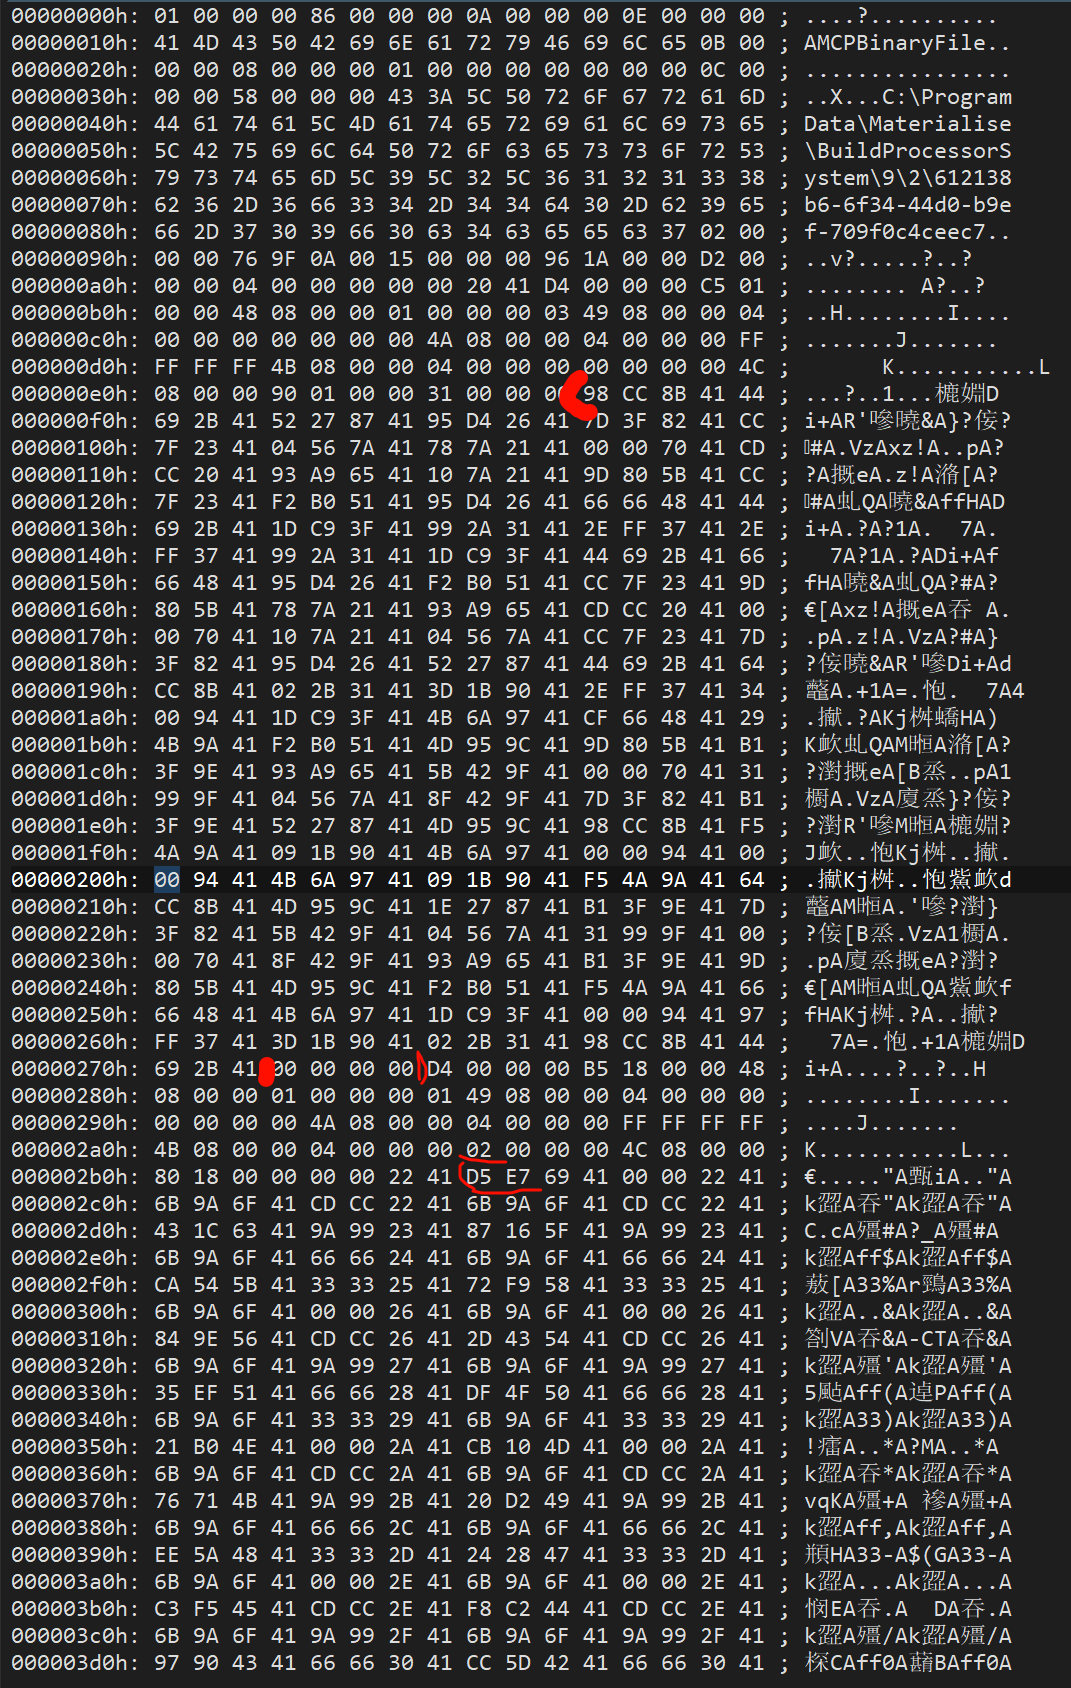 00000000h: 01 00 00 00 86 00 00 00 0A 00 00 00 0E 00 00 00 ; ....?...........
00000010h: 41 4D 43 50 42 69 6E 61 72 79 46 69 6C 65 0B 00 ; AMCPBinaryFile..
00000020h: 00 00 08 00 00 00 01 00 00 00 00 00 00 00 0C 00 ; ................
00000030h: 00 00 58 00 00 00 43 3A 5C 50 72 6F 67 72 61 6D ; ..X...C:\Program
00000040h: 44 61 74 61 5C 4D 61 74 65 72 69 61 6C 69 73 65 ; Data\Materialise
00000050h: 5C 42 75 69 6C 64 50 72 6F 63 65 73 73 6F 72 53 ; \BuildProcessorS
00000060h: 79 73 74 65 6D 5C 39 5C 32 5C 36 31 32 31 33 38 ; ystem\9\2\612138
00000070h: 62 36 2D 36 66 33 34 2D 34 34 64 30 2D 62 39 65 ; b6-6f34-44d0-b9e
00000080h: 66 2D 37 30 39 66 30 63 34 63 65 65 63 37 02 00 ; f-709f0c4ceec7..
00000090h: 00 00 76 9F 0A 00 15 00 00 00 96 1A 00 00 D2 00 ; ..v?.....?..?
000000a0h: 00 00 04 00 00 00 00 00 20 41 D4 00 00 00 C5 01 ; ........ A?..?
000000b0h: 00 00 48 08 00 00 01 00 00 00 03 49 08 00 00 04 ; ..H........I....
000000c0h: 00 00 00 00 00 00 00 4A 08 00 00 04 00 00 00 FF ; .......J.......
000000d0h: FF FF FF 4B 08 00 00 04 00 00 00 00 00 00 00 4C ; K...........L
000000e0h: 08 00 00 90 01 00 00 31 00 00 00 98 CC 8B 41 44 ; ...?..1...樚婣D
000000f0h: 69 2B 41 52 27 87 41 95 D4 26 41 7D 3F 82 41 CC ; i+AR'嘇曉&A}?侫?
00000100h: 7F 23 41 04 56 7A 41 78 7A 21 41 00 00 70 41 CD ; #A.VzAxz!A..pA?
00000110h: CC 20 41 93 A9 65 41 10 7A 21 41 9D 80 5B 41 CC ; ?A摡eA.z!A潃[A?
00000120h: 7F 23 41 F2 B0 51 41 95 D4 26 41 66 66 48 41 44 ; #A虬QA曉&AffHAD
00000130h: 69 2B 41 1D C9 3F 41 99 2A 31 41 2E FF 37 41 2E ; i+A.?A?1A. 7A.
00000140h: FF 37 41 99 2A 31 41 1D C9 3F 41 44 69 2B 41 66 ; 7A?1A.?ADi+Af
00000150h: 66 48 41 95 D4 26 41 F2 B0 51 41 CC 7F 23 41 9D ; fHA曉&A虬QA?#A?
00000160h: 80 5B 41 78 7A 21 41 93 A9 65 41 CD CC 20 41 00 ; €[Axz!A摡eA吞 A.
00000170h: 00 70 41 10 7A 21 41 04 56 7A 41 CC 7F 23 41 7D ; .pA.z!A.VzA?#A}
00000180h: 3F 82 41 95 D4 26 41 52 27 87 41 44 69 2B 41 64 ; ?侫曉&AR'嘇Di+Ad
00000190h: CC 8B 41 02 2B 31 41 3D 1B 90 41 2E FF 37 41 34 ; 虌A.+1A=.怉. 7A4
000001a0h: 00 94 41 1D C9 3F 41 4B 6A 97 41 CF 66 48 41 29 ; .擜.?AKj桝蟜HA)
000001b0h: 4B 9A 41 F2 B0 51 41 4D 95 9C 41 9D 80 5B 41 B1 ; K欰虬QAM晿A潃[A?
000001c0h: 3F 9E 41 93 A9 65 41 5B 42 9F 41 00 00 70 41 31 ; ?濧摡eA[B烝..pA1
000001d0h: 99 9F 41 04 56 7A 41 8F 42 9F 41 7D 3F 82 41 B1 ; 櫉A.VzA廈烝}?侫?
000001e0h: 3F 9E 41 52 27 87 41 4D 95 9C 41 98 CC 8B 41 F5 ; ?濧R'嘇M晿A樚婣?
000001f0h: 4A 9A 41 09 1B 90 41 4B 6A 97 41 00 00 94 41 00 ; J欰..怉Kj桝..擜.
00000200h: 00 94 41 4B 6A 97 41 09 1B 90 41 F5 4A 9A 41 64 ; .擜Kj桝..怉鮆欰d
00000210h: CC 8B 41 4D 95 9C 41 1E 27 87 41 B1 3F 9E 41 7D ; 虌AM晿A.'嘇?濧}
00000220h: 3F 82 41 5B 42 9F 41 04 56 7A 41 31 99 9F 41 00 ; ?侫[B烝.VzA1櫉A.
00000230h: 00 70 41 8F 42 9F 41 93 A9 65 41 B1 3F 9E 41 9D ; .pA廈烝摡eA?濧?
00000240h: 80 5B 41 4D 95 9C 41 F2 B0 51 41 F5 4A 9A 41 66 ; €[AM晿A虬QA鮆欰f
00000250h: 66 48 41 4B 6A 97 41 1D C9 3F 41 00 00 94 41 97 ; fHAKj桝.?A..擜?
00000260h: FF 37 41 3D 1B 90 41 02 2B 31 41 98 CC 8B 41 44 ; 7A=.怉.+1A樚婣D
00000270h: 69 2B 41 00 00 00 00 D4 00 00 00 B5 18 00 00 48 ; i+A....?..?..H
00000280h: 08 00 00 01 00 00 00 01 49 08 00 00 04 00 00 00 ; ........I.......
00000290h: 00 00 00 00 4A 08 00 00 04 00 00 00 FF FF FF FF ; ....J.......
000002a0h: 4B 08 00 00 04 00 00 00 02 00 00 00 4C 08 00 00 ; K...........L...
000002b0h: 80 18 00 00 00 00 22 41 D5 E7 69 41 00 00 22 41 ; €....."A甄iA.."A
000002c0h: 6B 9A 6F 41 CD CC 22 41 6B 9A 6F 41 CD CC 22 41 ; k歰A吞"Ak歰A吞"A
000002d0h: 43 1C 63 41 9A 99 23 41 87 16 5F 41 9A 99 23 41 ; C.cA殭#A?_A殭#A
000002e0h: 6B 9A 6F 41 66 66 24 41 6B 9A 6F 41 66 66 24 41 ; k歰Aff$Ak歰Aff$A
000002f0h: CA 54 5B 41 33 33 25 41 72 F9 58 41 33 33 25 41 ; 蔜[A33%Ar鵛A33%A
00000300h: 6B 9A 6F 41 00 00 26 41 6B 9A 6F 41 00 00 26 41 ; k歰A..&Ak歰A..&A
00000310h: 84 9E 56 41 CD CC 26 41 2D 43 54 41 CD CC 26 41 ; 劄VA吞&A-CTA吞&A
00000320h: 6B 9A 6F 41 9A 99 27 41 6B 9A 6F 41 9A 99 27 41 ; k歰A殭'Ak歰A殭'A
00000330h: 35 EF 51 41 66 66 28 41 DF 4F 50 41 66 66 28 41 ; 5颭Aff(A逴PAff(A
00000340h: 6B 9A 6F 41 33 33 29 41 6B 9A 6F 41 33 33 29 41 ; k歰A33)Ak歰A33)A
00000350h: 21 B0 4E 41 00 00 2A 41 CB 10 4D 41 00 00 2A 41 ; !癗A..*A?MA..*A
00000360h: 6B 9A 6F 41 CD CC 2A 41 6B 9A 6F 41 CD CC 2A 41 ; k歰A吞*Ak歰A吞*A
00000370h: 76 71 4B 41 9A 99 2B 41 20 D2 49 41 9A 99 2B 41 ; vqKA殭+A 襂A殭+A
00000380h: 6B 9A 6F 41 66 66 2C 41 6B 9A 6F 41 66 66 2C 41 ; k歰Aff,Ak歰Aff,A
00000390h: EE 5A 48 41 33 33 2D 41 24 28 47 41 33 33 2D 41 ; 頩HA33-A$(GA33-A
000003a0h: 6B 9A 6F 41 00 00 2E 41 6B 9A 6F 41 00 00 2E 41 ; k歰A...Ak歰A...A
000003b0h: C3 F5 45 41 CD CC 2E 41 F8 C2 44 41 CD CC 2E 41 ; 悯EA吞.A DA吞.A
000003c0h: 6B 9A 6F 41 9A 99 2F 41 6B 9A 6F 41 9A 99 2F 41 ; k歰A殭/Ak歰A殭/A
000003d0h: 97 90 43 41 66 66 30 41 CC 5D 42 41 66 66 30 41 ; 棎CAff0A蘛BAff0A